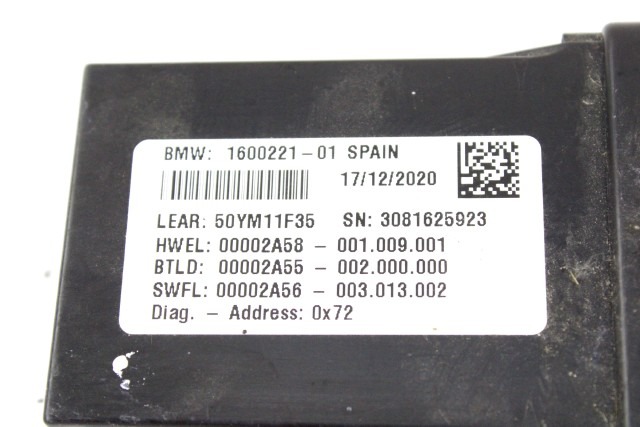 BMW: 1600221-01 SPAIN
17/12/2020
LEAR: 50YM11F35 SN: 3081625923
HWEL: 00002A58 - 001.009.001
BTLD: 00002A55 - 002.000.000
SWFL: 00002A56 - 003.013.002
Diag. - Address: 0x72